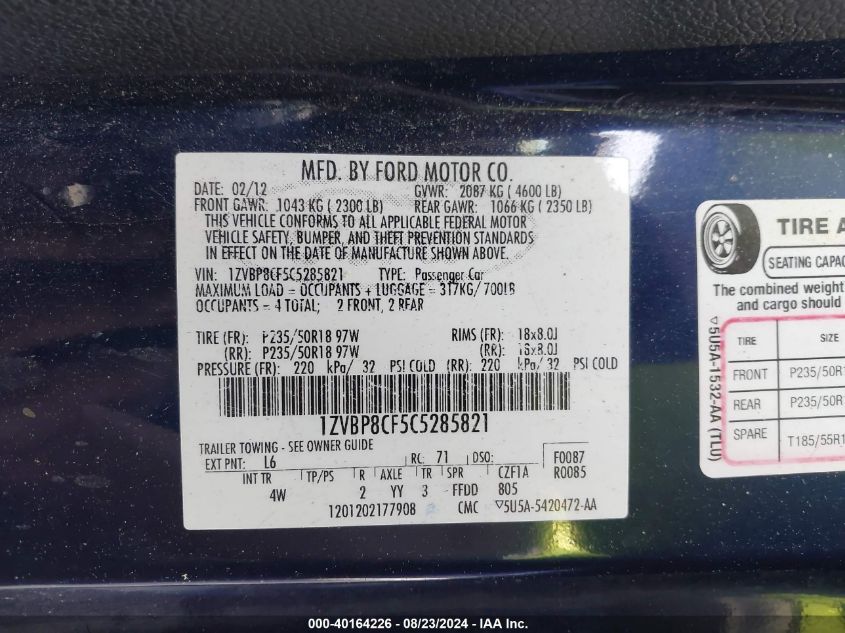 MFD. BY FORD MOTOR CO.
DATE: 02/12 GVWR: 2087 KG ( 4600 LB)
FRONT GAWR: 1043 KG ( 2300 LB) REAR GAWR: 1066 KG ( 2350 LB)
THIS VEHICLE CONFORMS TO ALL APPLICABLE FEDERAL MOTOR
VEHICLE SAFETY, BUMPER, AND THEFT PREVENTION STANDARDS
IN EFFECT ON THE DATE OF MANUFACTURE SHOWN ABOVE.
VIN: 1ZVBP8CF5C5285821 TYPE: Passenger Car
MAXIMUM LOAD = OCCUPANTS + LUGGAGE = 317KG/700LB
OCCUPANTS = 4 TOTAL; 2 FRONT, 2 REAR
TIRE (FR): P235/50R18 97W RIMS (FR): 18x8.0J
(RR): P235/50R18 97W (RR): 18x8.0J
PRESSURE (FR): 220 kPa/ 32 PSI COLD (RR): 220 kPa/ 32 PSI COLD
1ZVBP8CF5C5285821
TRAILER TOWING - SEE OWNER GUIDE
EXT PNT: L6 RC: 71 DSO: F0087
R0085
INT TR TP/PS R AXLE TR SPR CZF1A
4W 2 YY 3 FFDD 805
1201202177908 CMC ▽5U5A-5420472-AA
TIRE A
SEATING CAPAC
The combined weight
and cargo should
▽5U5A-1532-AA (TLU)
TIRE SIZE
FRONT P235/50R1
REAR P235/50R1
SPARE T185/55R1
000-40164226 - 08/23/2024 - IAA Inc.